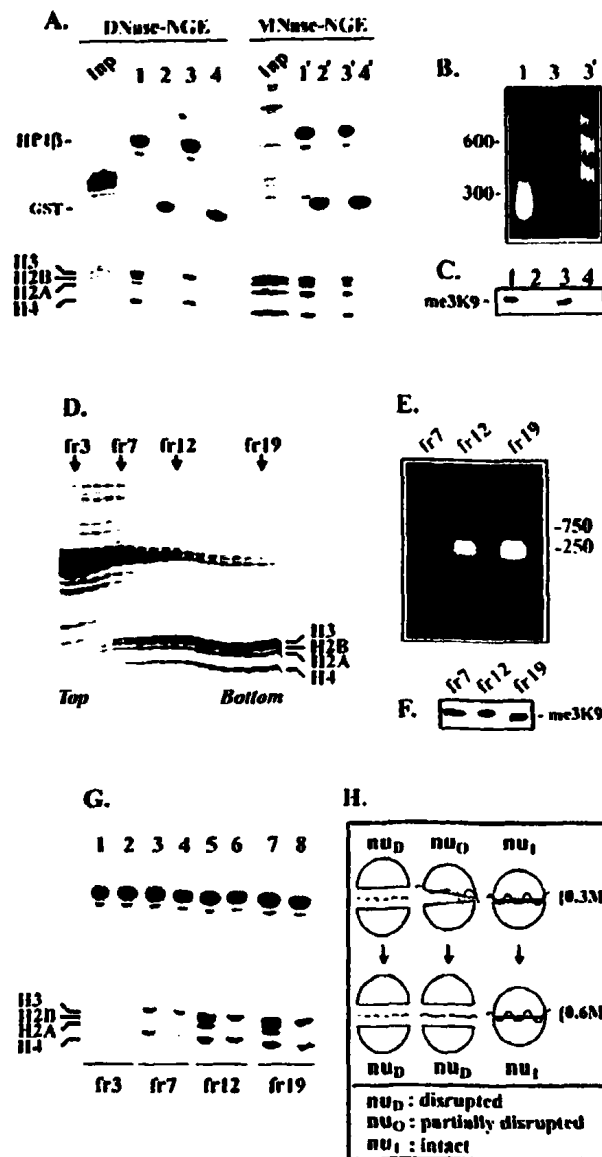 A.
DNase-NGE MNase-NGE
Inp 1 2 3 4 Inp 1' 2' 3' 4'
HP1β-
GST-
H3
H2B
H2A
H4
B.
1 3 3'
600-
300-
C.
1 2 3 4
me3K9 -
D.
fr3 fr7 fr12 fr19
H3
H2B
H2A
H4
Top Bottom
E.
fr7 fr12 fr19
-750
-250
F.
fr7 fr12 fr19
- me3K9
G.
1 2 3 4 5 6 7 8
H3
H2B
H2A
H4
fr3 fr7 fr12 fr19
H.
nuD nuO nuI
[0.3M
[0.6M
nuD nuD nuI
nuD : disrupted
nuO : partially disrupted
nuI : intact